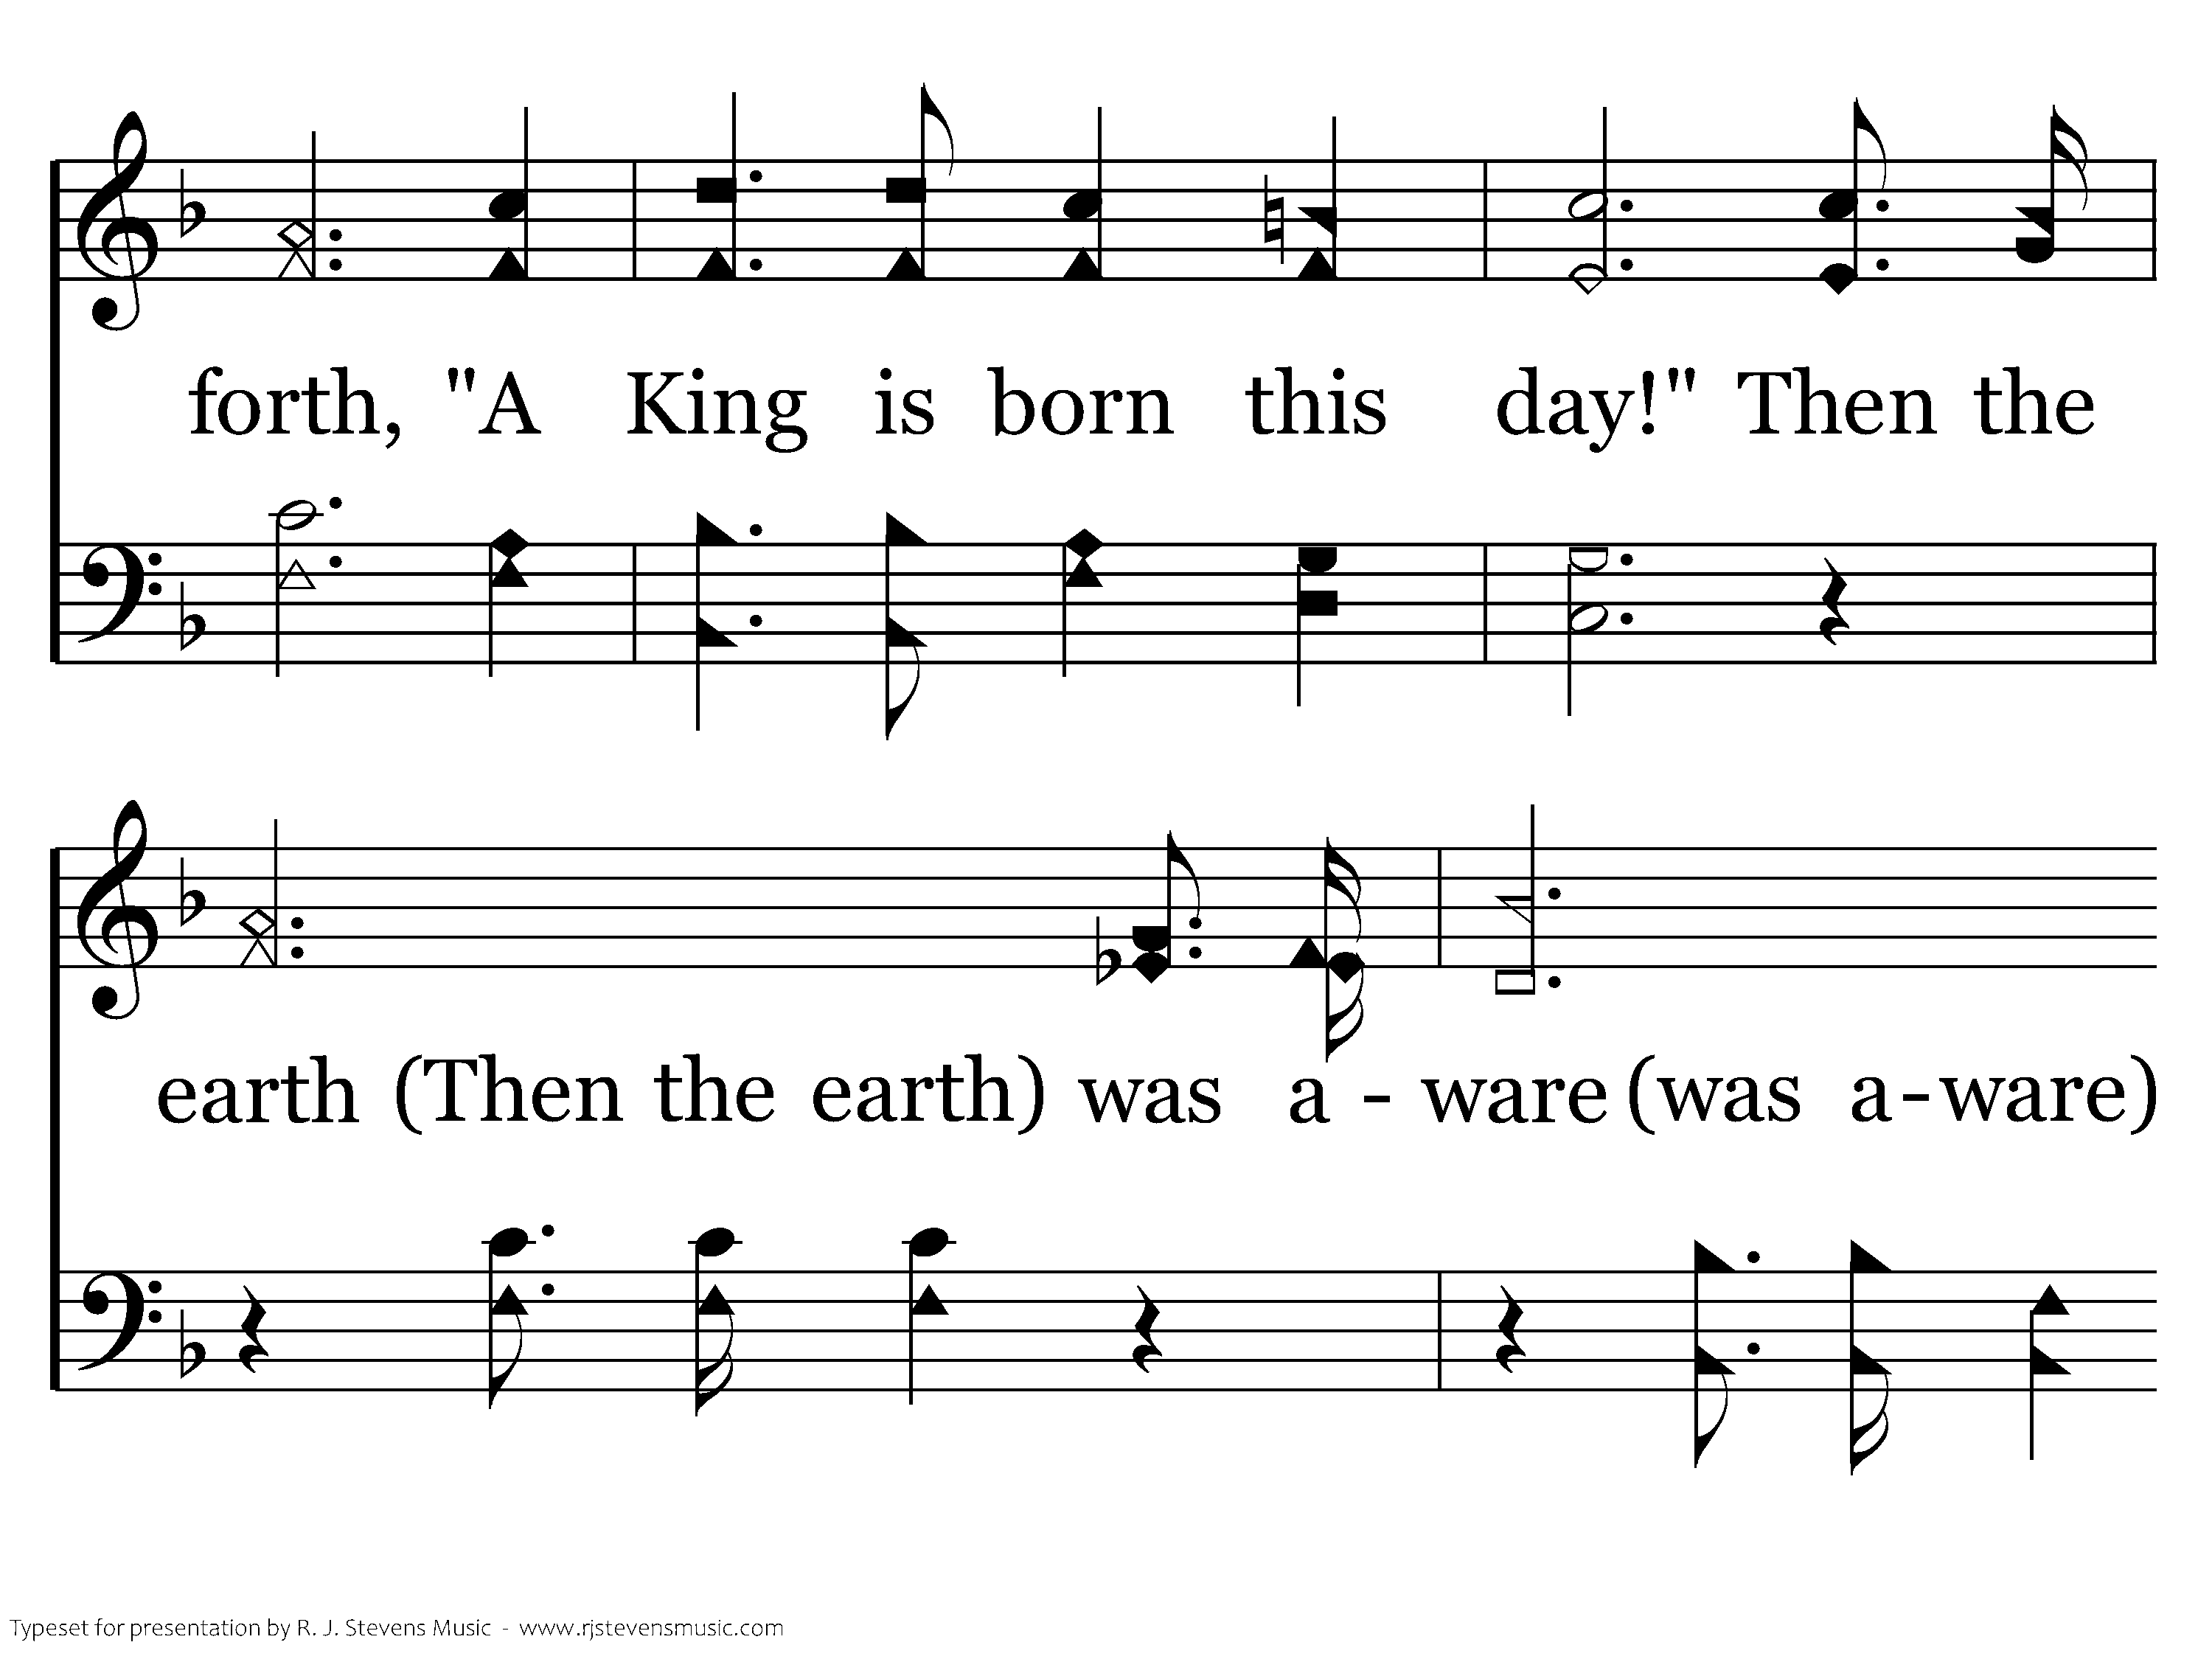 forth, "A King is born this day!" Then the
earth (Then the earth) was a - ware (was a-ware)
Typeset for presentation by R. J. Stevens Music - www.rjstevensmusic.com